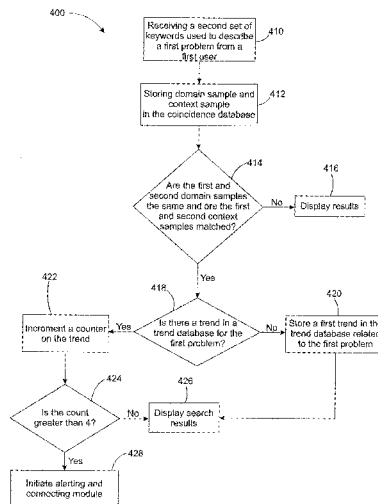 400
Receiving a second set of
keywords used to describe
a first problem from a
first user
410
Storing domain sample and
context sample
in the coincidence database
412
414
Are the first and
second domain samples
the same and are the first
and second context
samples matched?
No
416
Display results
Yes
418
Is there a trend in a
trend database for the
first problem?
Yes
No
422
Increment a counter
on the trend
420
Store a first trend in the
trend database related
to the first problem
424
Is the count
greater than 4?
No
426
Display search
results
Yes
428
Initiate alerting and
connecting module